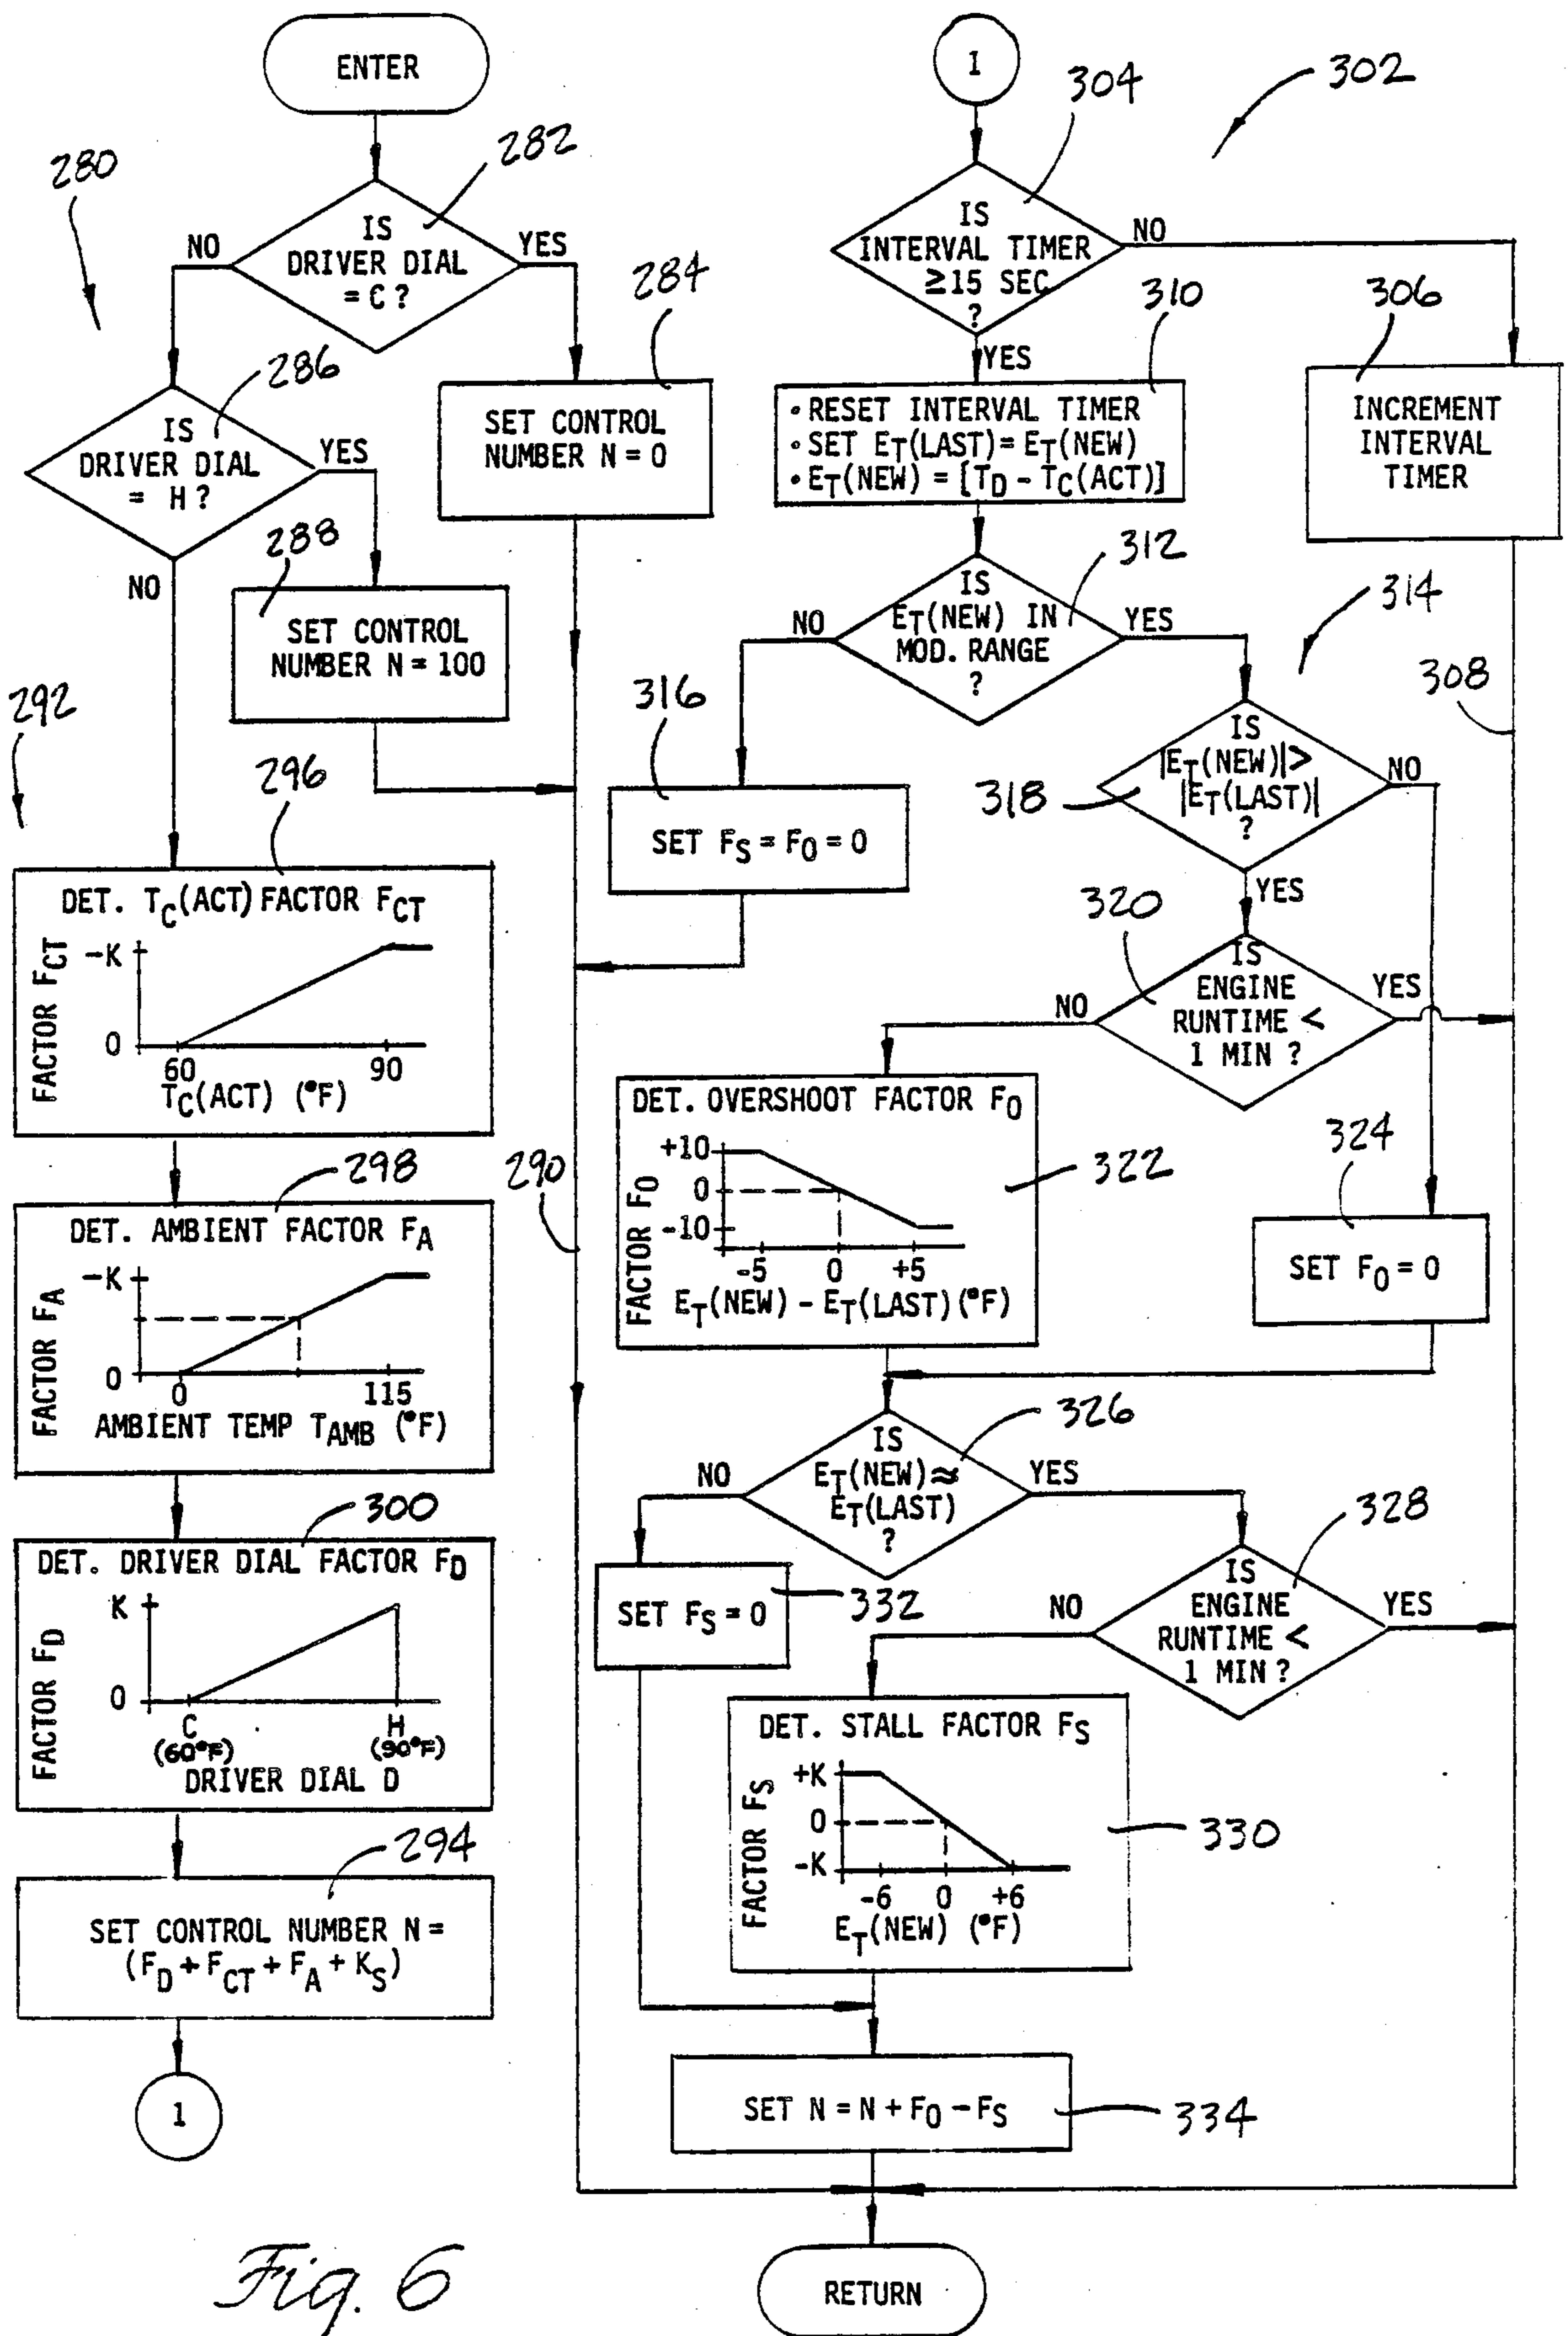 ENTER
280
282
IS
DRIVER DIAL
= C ?
NO
YES
284
SET CONTROL
NUMBER N = 0
286
IS
DRIVER DIAL
= H ?
YES
NO
288
SET CONTROL
NUMBER N = 100
292
296
DET. TC(ACT) FACTOR FCT
FACTOR FCT
-K
0
60
90
TC(ACT) (°F)
298
DET. AMBIENT FACTOR FA
FACTOR FA
-K
0
0
115
AMBIENT TEMP TAMB (°F)
300
DET. DRIVER DIAL FACTOR FD
FACTOR FD
K
0
C
(60°F)
H
(90°F)
DRIVER DIAL D
294
SET CONTROL NUMBER N =
(FD + FCT + FA + KS)
1
290
1
302
304
IS
INTERVAL TIMER
≥15 SEC
?
NO
YES
306
INCREMENT
INTERVAL
TIMER
308
310
• RESET INTERVAL TIMER
• SET ET(LAST) = ET(NEW)
• ET(NEW) = [TD - TC(ACT)]
312
IS
ET(NEW) IN
MOD. RANGE
?
NO
YES
314
316
SET FS = FO = 0
318
IS
|ET(NEW)| >
|ET(LAST)|
?
NO
YES
320
IS
ENGINE
RUNTIME <
1 MIN ?
NO
YES
DET. OVERSHOOT FACTOR FO
322
FACTOR FO
+10
0
-10
-5
0
+5
ET(NEW) - ET(LAST) (°F)
324
SET FO = 0
326
IS
ET(NEW) ≈
ET(LAST)
?
NO
YES
328
IS
ENGINE
RUNTIME <
1 MIN ?
NO
YES
SET FS = 0
332
DET. STALL FACTOR FS
330
FACTOR FS
+K
0
-K
-6
0
+6
ET(NEW) (°F)
SET N = N + FO - FS
334
RETURN
Fig. 6